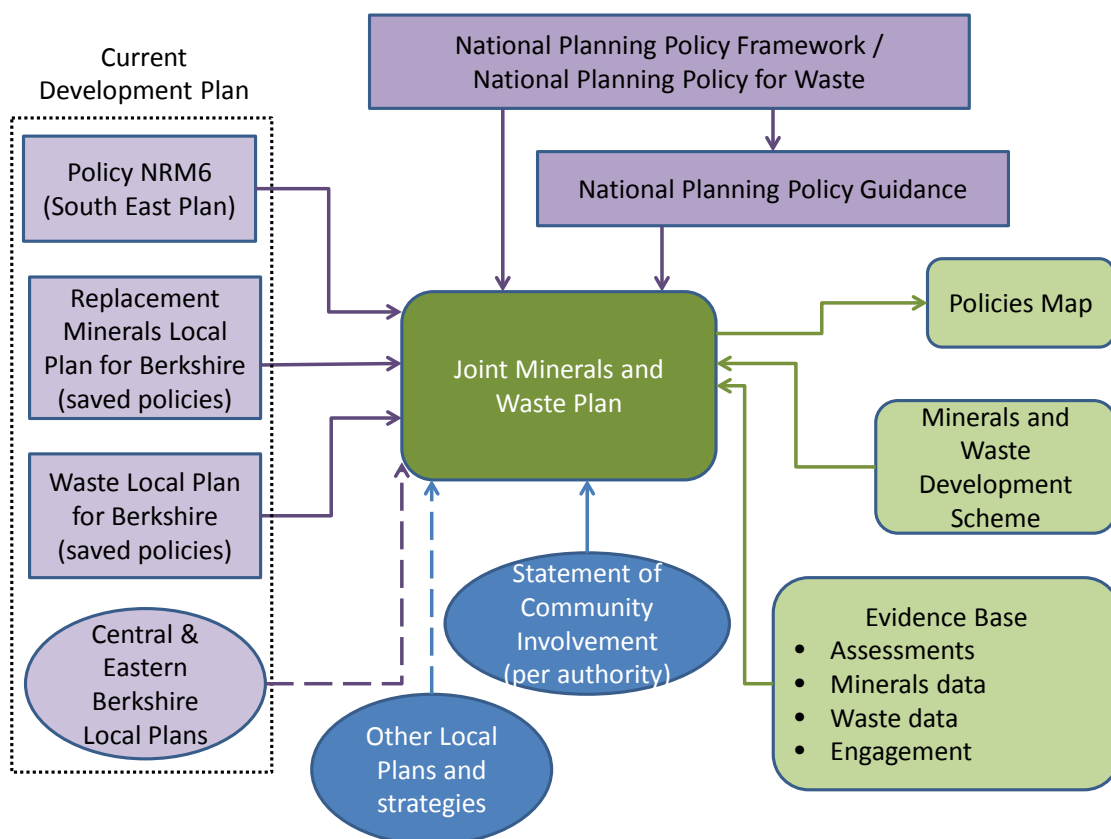 Current
Development Plan
National Planning Policy Framework /
National Planning Policy for Waste
Policy NRM6
(South East Plan)
National Planning Policy Guidance
Replacement
Minerals Local
Plan for Berkshire
(saved policies)
Joint Minerals and
Waste Plan
Policies Map
Waste Local Plan
for Berkshire
(saved policies)
Minerals and
Waste
Development
Scheme
Central &
Eastern
Berkshire
Local Plans
Statement of
Community
Involvement
(per authority)
Other Local
Plans and
strategies
Evidence Base
• Assessments
• Minerals data
• Waste data
• Engagement